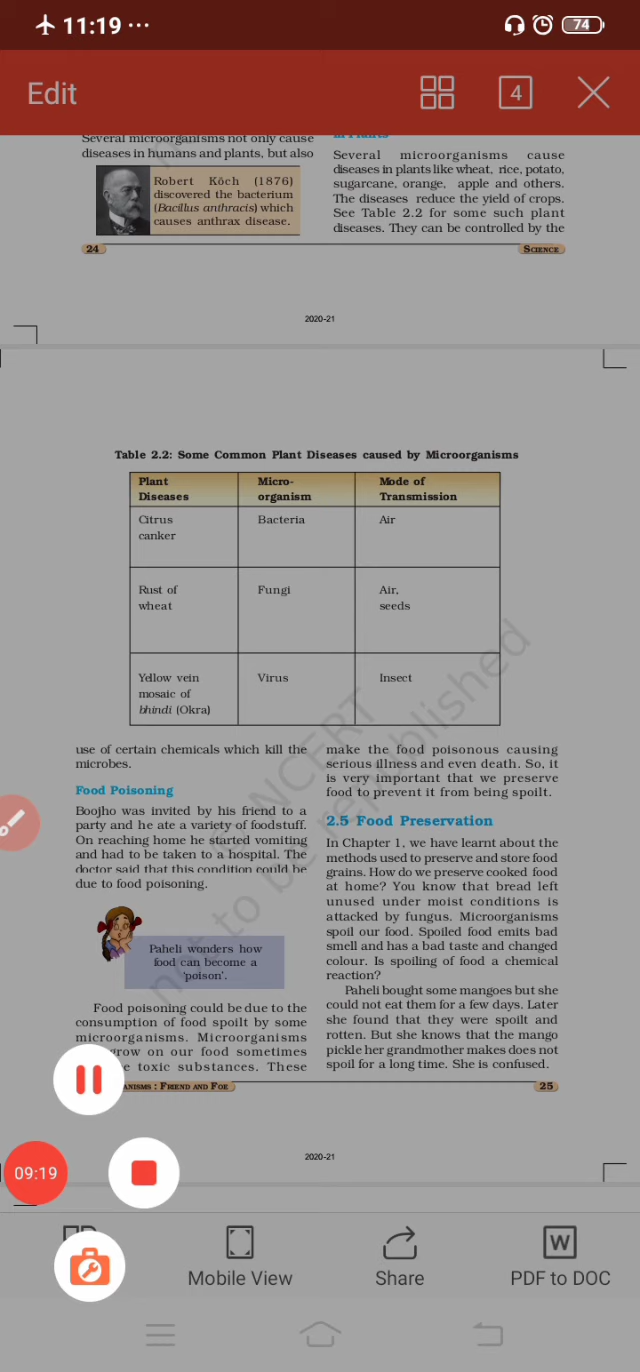 11:19 ...
74
Edit
4
Several microorganisms not only cause
diseases in humans and plants, but also
Robert Köch (1876)
discovered the bacterium
(Bacillus anthracis) which
causes anthrax disease.
in Plants
Several microorganisms cause
diseases in plants like wheat, rice, potato,
sugarcane, orange, apple and others.
The diseases reduce the yield of crops.
See Table 2.2 for some such plant
diseases. They can be controlled by the
24
SCIENCE
2020-21
Table 2.2: Some Common Plant Diseases caused by Microorganisms
Plant Diseases
Micro-organism
Mode of Transmission
Citrus canker
Bacteria
Air
Rust of wheat
Fungi
Air, seeds
Yellow vein mosaic of bhindi (Okra)
Virus
Insect
use of certain chemicals which kill the
microbes.
Food Poisoning
Boojho was invited by his friend to a
party and he ate a variety of foodstuff.
On reaching home he started vomiting
and had to be taken to a hospital. The
doctor said that this condition could be
due to food poisoning.
Paheli wonders how
food can become a
'poison'.
Food poisoning could be due to the
consumption of food spoilt by some
microorganisms. Microorganisms
grow on our food sometimes
toxic substances. These
make the food poisonous causing
serious illness and even death. So, it
is very important that we preserve
food to prevent it from being spoilt.
2.5 Food Preservation
In Chapter 1, we have learnt about the
methods used to preserve and store food
grains. How do we preserve cooked food
at home? You know that bread left
unused under moist conditions is
attacked by fungus. Microorganisms
spoil our food. Spoiled food emits bad
smell and has a bad taste and changed
colour. Is spoiling of food a chemical
reaction?
Paheli bought some mangoes but she
could not eat them for a few days. Later
she found that they were spoilt and
rotten. But she knows that the mango
pickle her grandmother makes does not
spoil for a long time. She is confused.
ANISMS : FRIEND AND FOE
25
NCERT
not to be republished
09:19
2020-21
Mobile View
Share
W
PDF to DOC